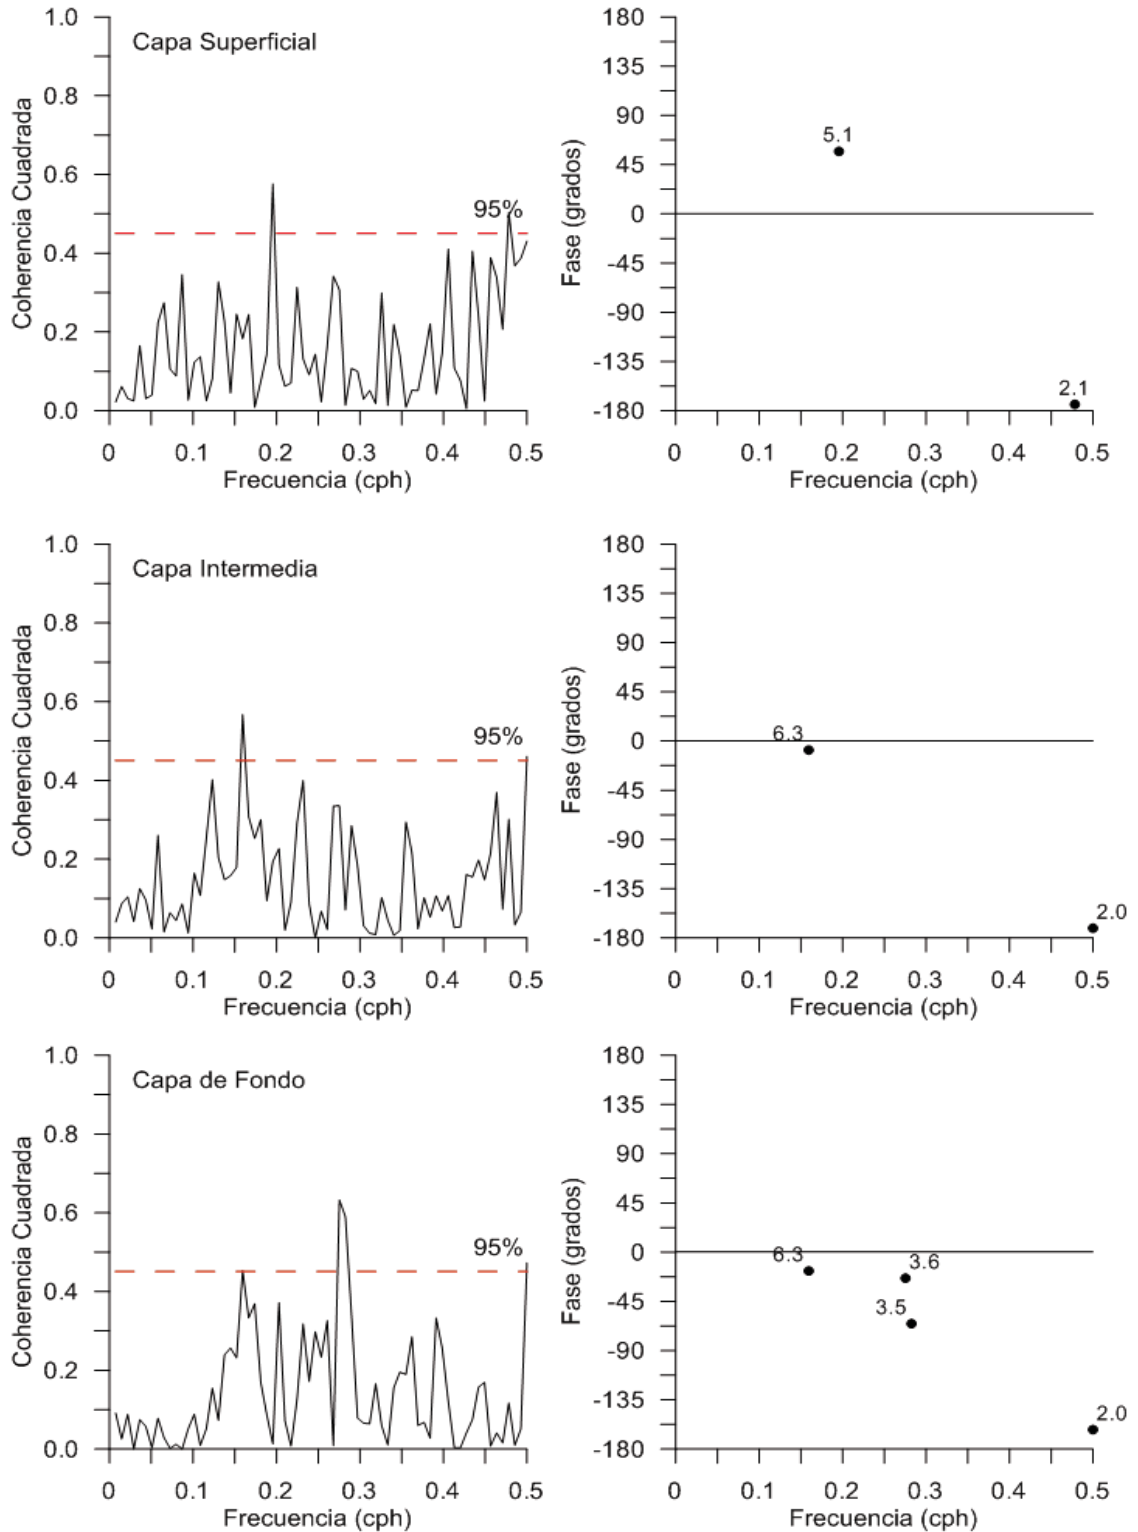 Capa Superficial
Coherencia Cuadrada
1.0
0.8
0.6
0.4
0.2
0.0
95%
0 0.1 0.2 0.3 0.4 0.5
Frecuencia (cph)
Fase (grados)
180
135
90
45
0
-45
-90
-135
-180
5.1
2.1
0 0.1 0.2 0.3 0.4 0.5
Frecuencia (cph)
Capa Intermedia
Coherencia Cuadrada
1.0
0.8
0.6
0.4
0.2
0.0
95%
0 0.1 0.2 0.3 0.4 0.5
Frecuencia (cph)
Fase (grados)
180
135
90
45
0
-45
-90
-135
-180
6.3
2.0
0 0.1 0.2 0.3 0.4 0.5
Frecuencia (cph)
Capa de Fondo
Coherencia Cuadrada
1.0
0.8
0.6
0.4
0.2
0.0
95%
0 0.1 0.2 0.3 0.4 0.5
Frecuencia (cph)
Fase (grados)
180
135
90
45
0
-45
-90
-135
-180
6.3
3.6
3.5
2.0
0 0.1 0.2 0.3 0.4 0.5
Frecuencia (cph)